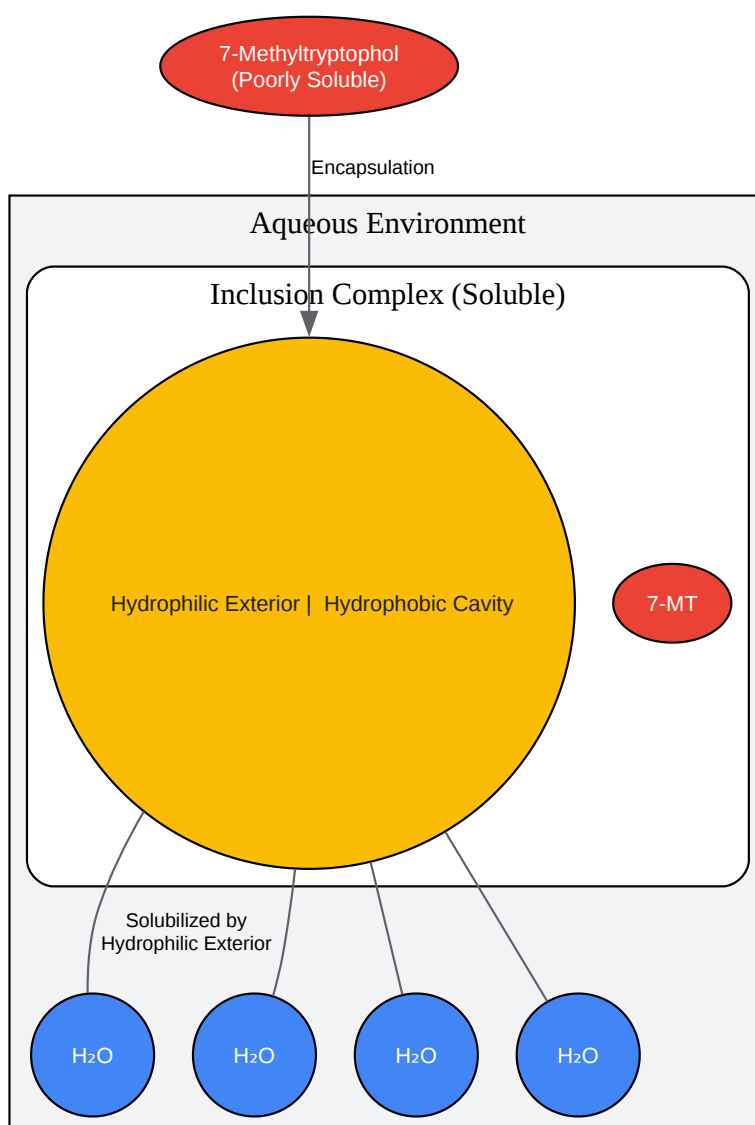 7-Methyltryptophol
(Poorly Soluble)
Encapsulation
Aqueous Environment
Inclusion Complex (Soluble)
Hydrophilic Exterior | Hydrophobic Cavity
7-MT
Solubilized by
Hydrophilic Exterior
H₂O
H₂O
H₂O
H₂O